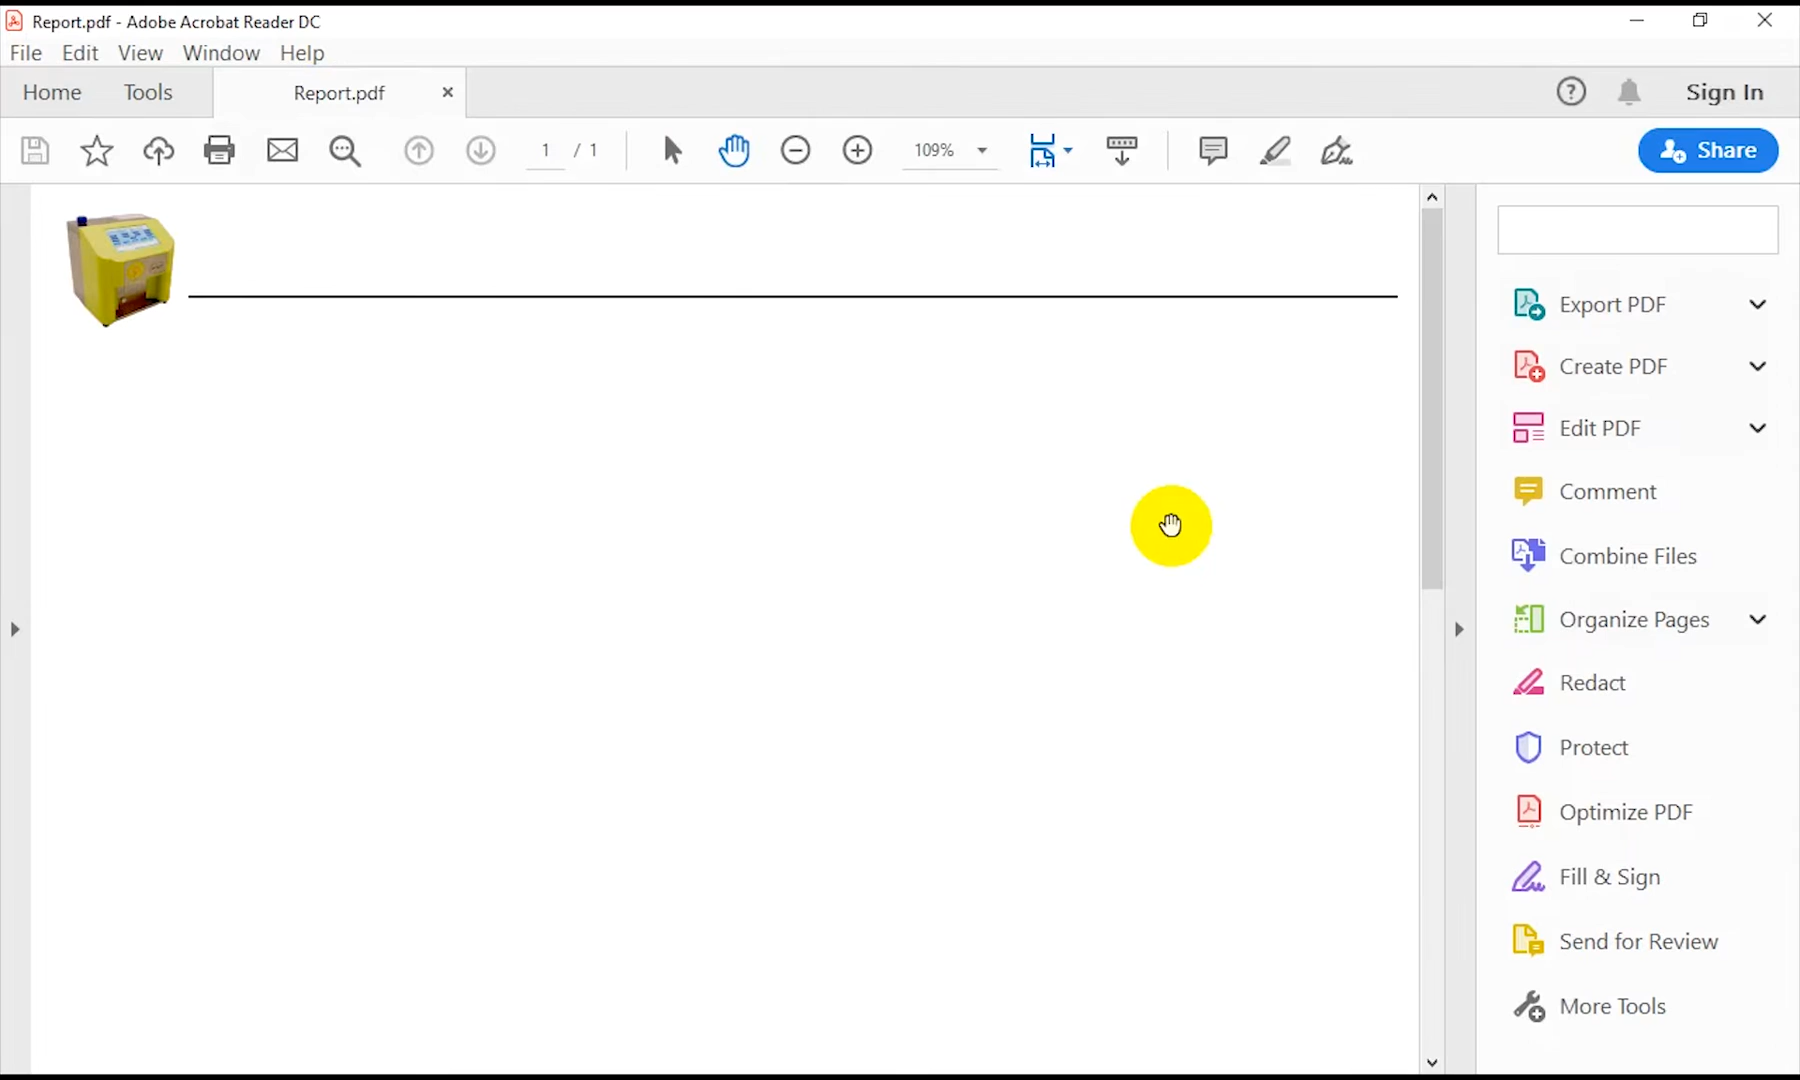 Report.pdf - Adobe Acrobat Reader DC
File Edit View Window Help
Home Tools Report.pdf Sign In
1 / 1 109% Share
Export PDF
Create PDF
Edit PDF
Comment
Combine Files
Organize Pages
Redact
Protect
Optimize PDF
Fill & Sign
Send for Review
More Tools